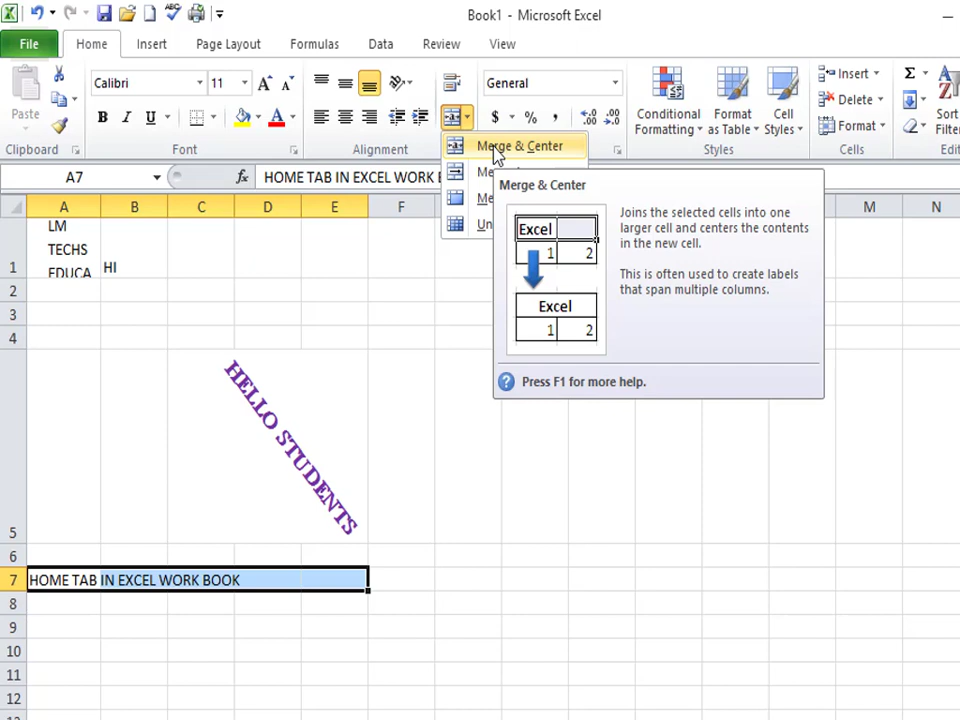 Book1 - Microsoft Excel
File Home Insert Page Layout Formulas Data Review View
Paste
Calibri 11
B I U A
General
$ % ,
Conditional Formatting
Format as Table
Cell Styles
Insert
Delete
Format
Σ
Sort
Filter
Clipboard Font Alignment Styles Cells
A7 fx HOME TAB IN EXCEL WORK
Merge & Center
Merge & Center
Excel
1 2
Excel
1 2
Joins the selected cells into one
larger cell and centers the contents
in the new cell.
This is often used to create labels
that span multiple columns.
Press F1 for more help.
A B C D E F M N
LM
TECHS
EDUCA
1 HI
2
3
4
HELLO STUDENTS
5
6
7 HOME TAB IN EXCEL WORK BOOK
8
9
10
11
12